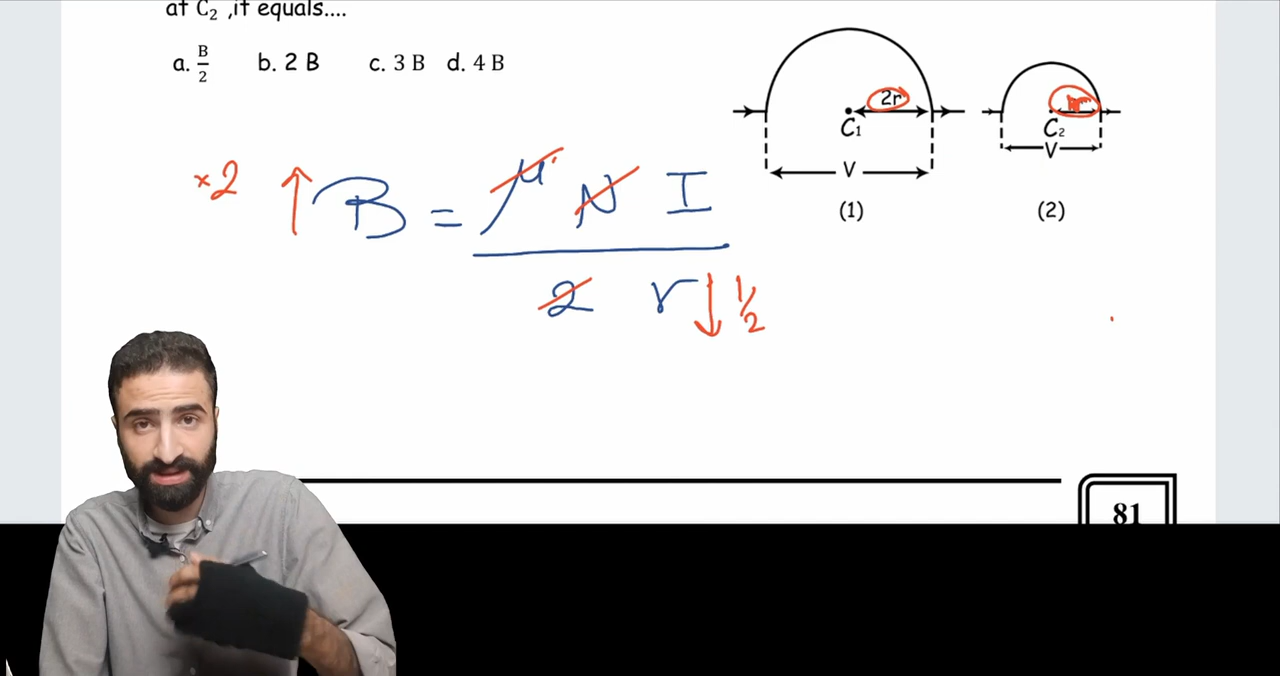 at C₂ ,it equals....
a. B/2 b. 2 B c. 3 B d. 4 B
2r
r
C₁
C₂
V
V
(1)
(2)
×2 ↑ B = μ N I
2 r ↓ 1/2
81